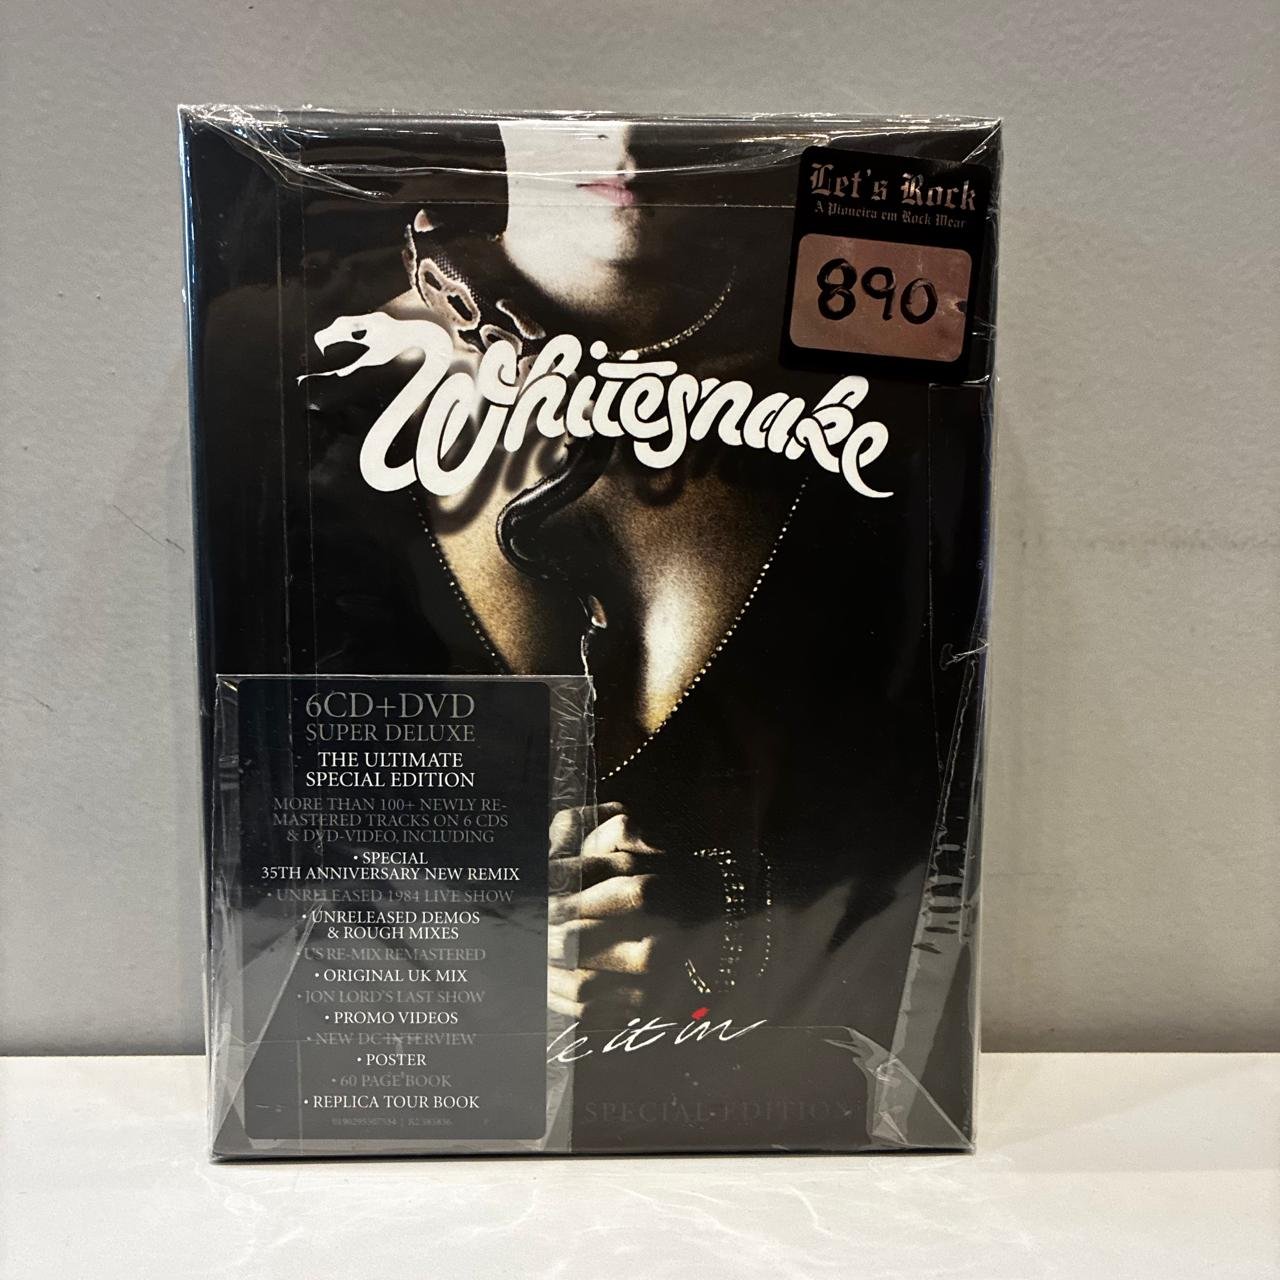 Let's Rock
A Pioneira em Rock Wear
890
Whitesnake
6CD+DVD
SUPER DELUXE
THE ULTIMATE
SPECIAL EDITION
MORE THAN 100+ NEWLY RE-
MASTERED TRACKS ON 6 CDS
& DVD-VIDEO, INCLUDING
• SPECIAL
35TH ANNIVERSARY NEW REMIX
• UNRELEASED 1984 LIVE SHOW
• UNRELEASED DEMOS
& ROUGH MIXES
• US RE-MIX REMASTERED
• ORIGINAL UK MIX
• JON LORD'S LAST SHOW
• PROMO VIDEOS
• NEW DC INTERVIEW
• POSTER
• 60 PAGE BOOK
• REPLICA TOUR BOOK
it in
SPECIAL EDITION